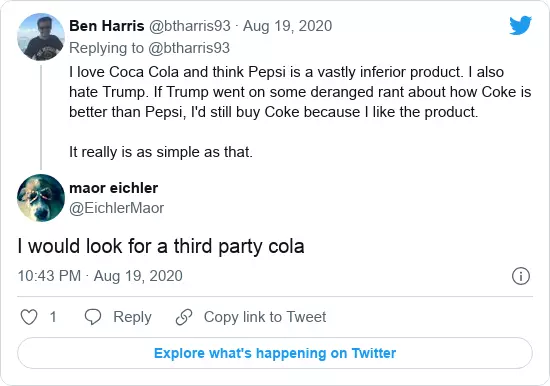 Ben Harris @btharris93 · Aug 19, 2020
Replying to @btharris93
I love Coca Cola and think Pepsi is a vastly inferior product. I also
hate Trump. If Trump went on some deranged rant about how Coke is
better than Pepsi, I'd still buy Coke because I like the product.
It really is as simple as that.
maor eichler
@EichlerMaor
I would look for a third party cola
10:43 PM · Aug 19, 2020
1 Reply Copy link to Tweet
Explore what's happening on Twitter